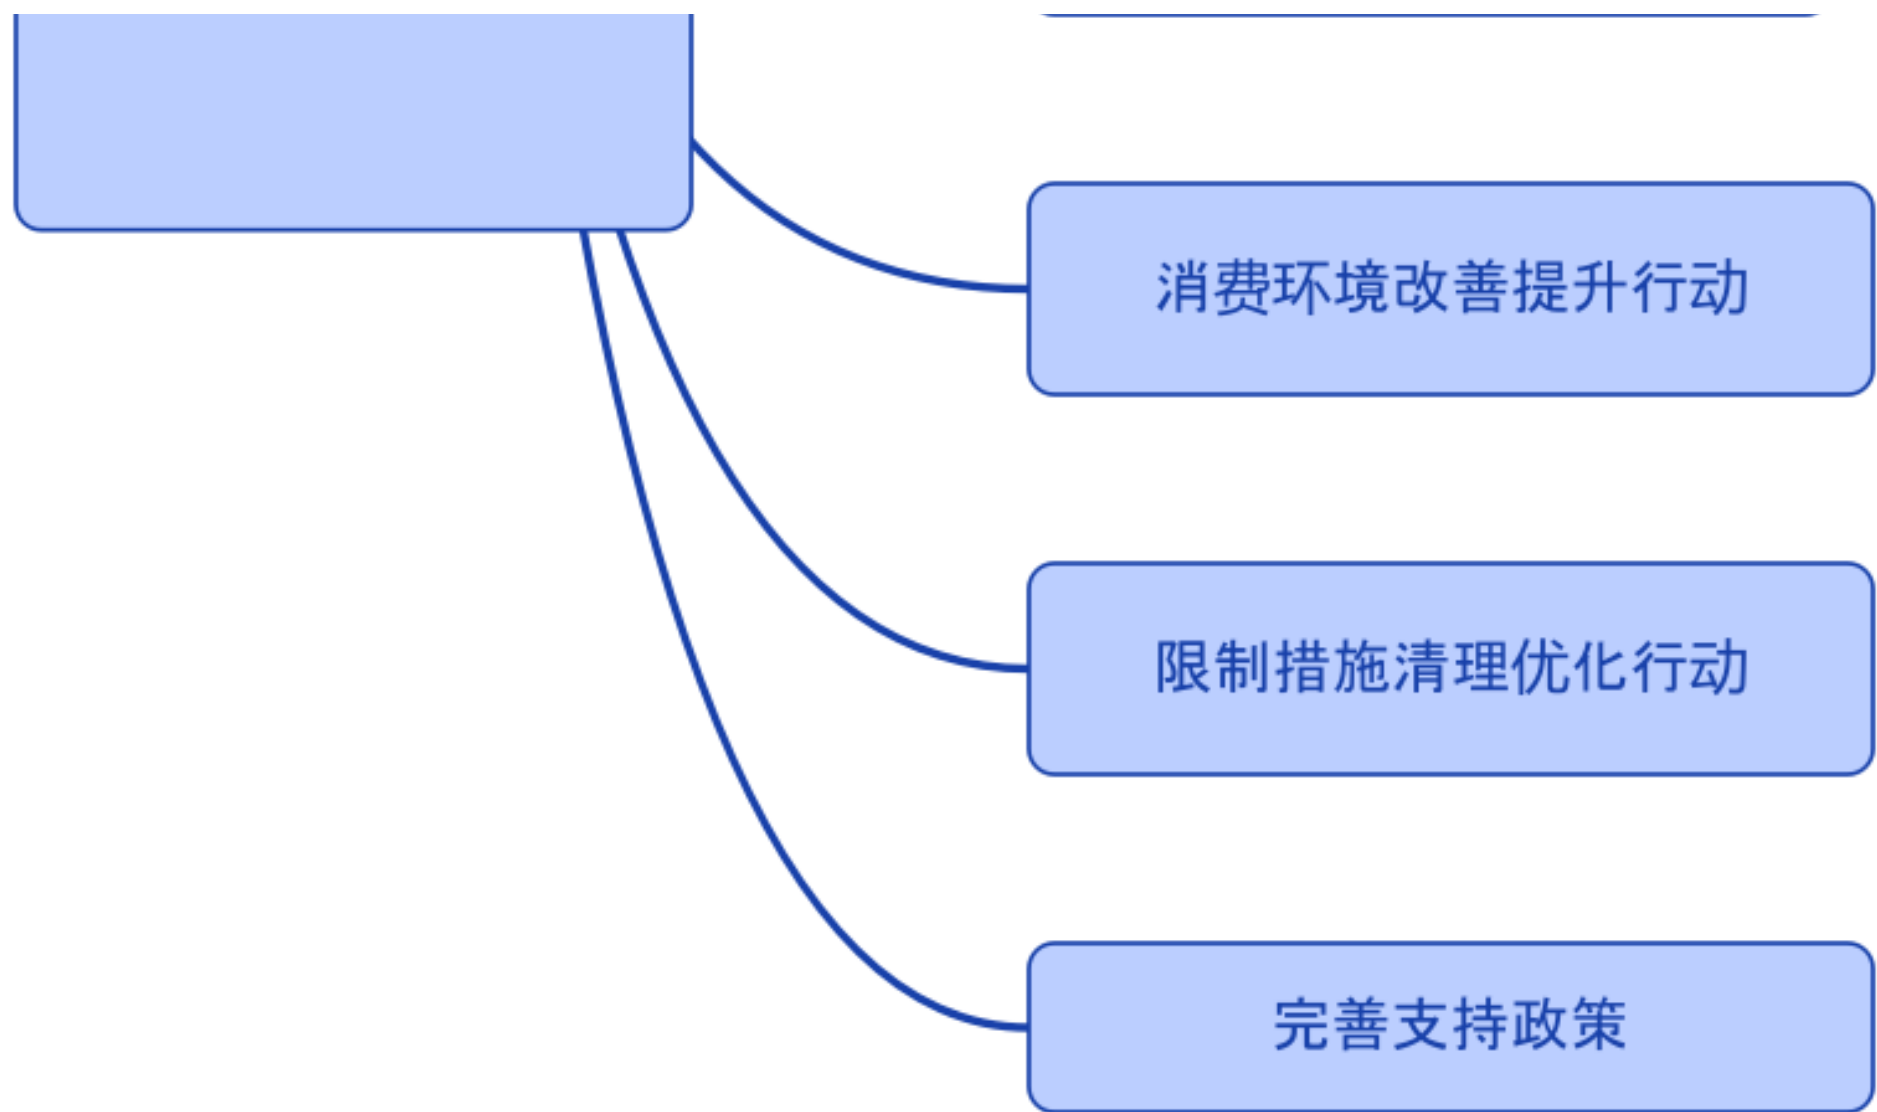 消费环境改善提升行动
限制措施清理优化行动
完善支持政策